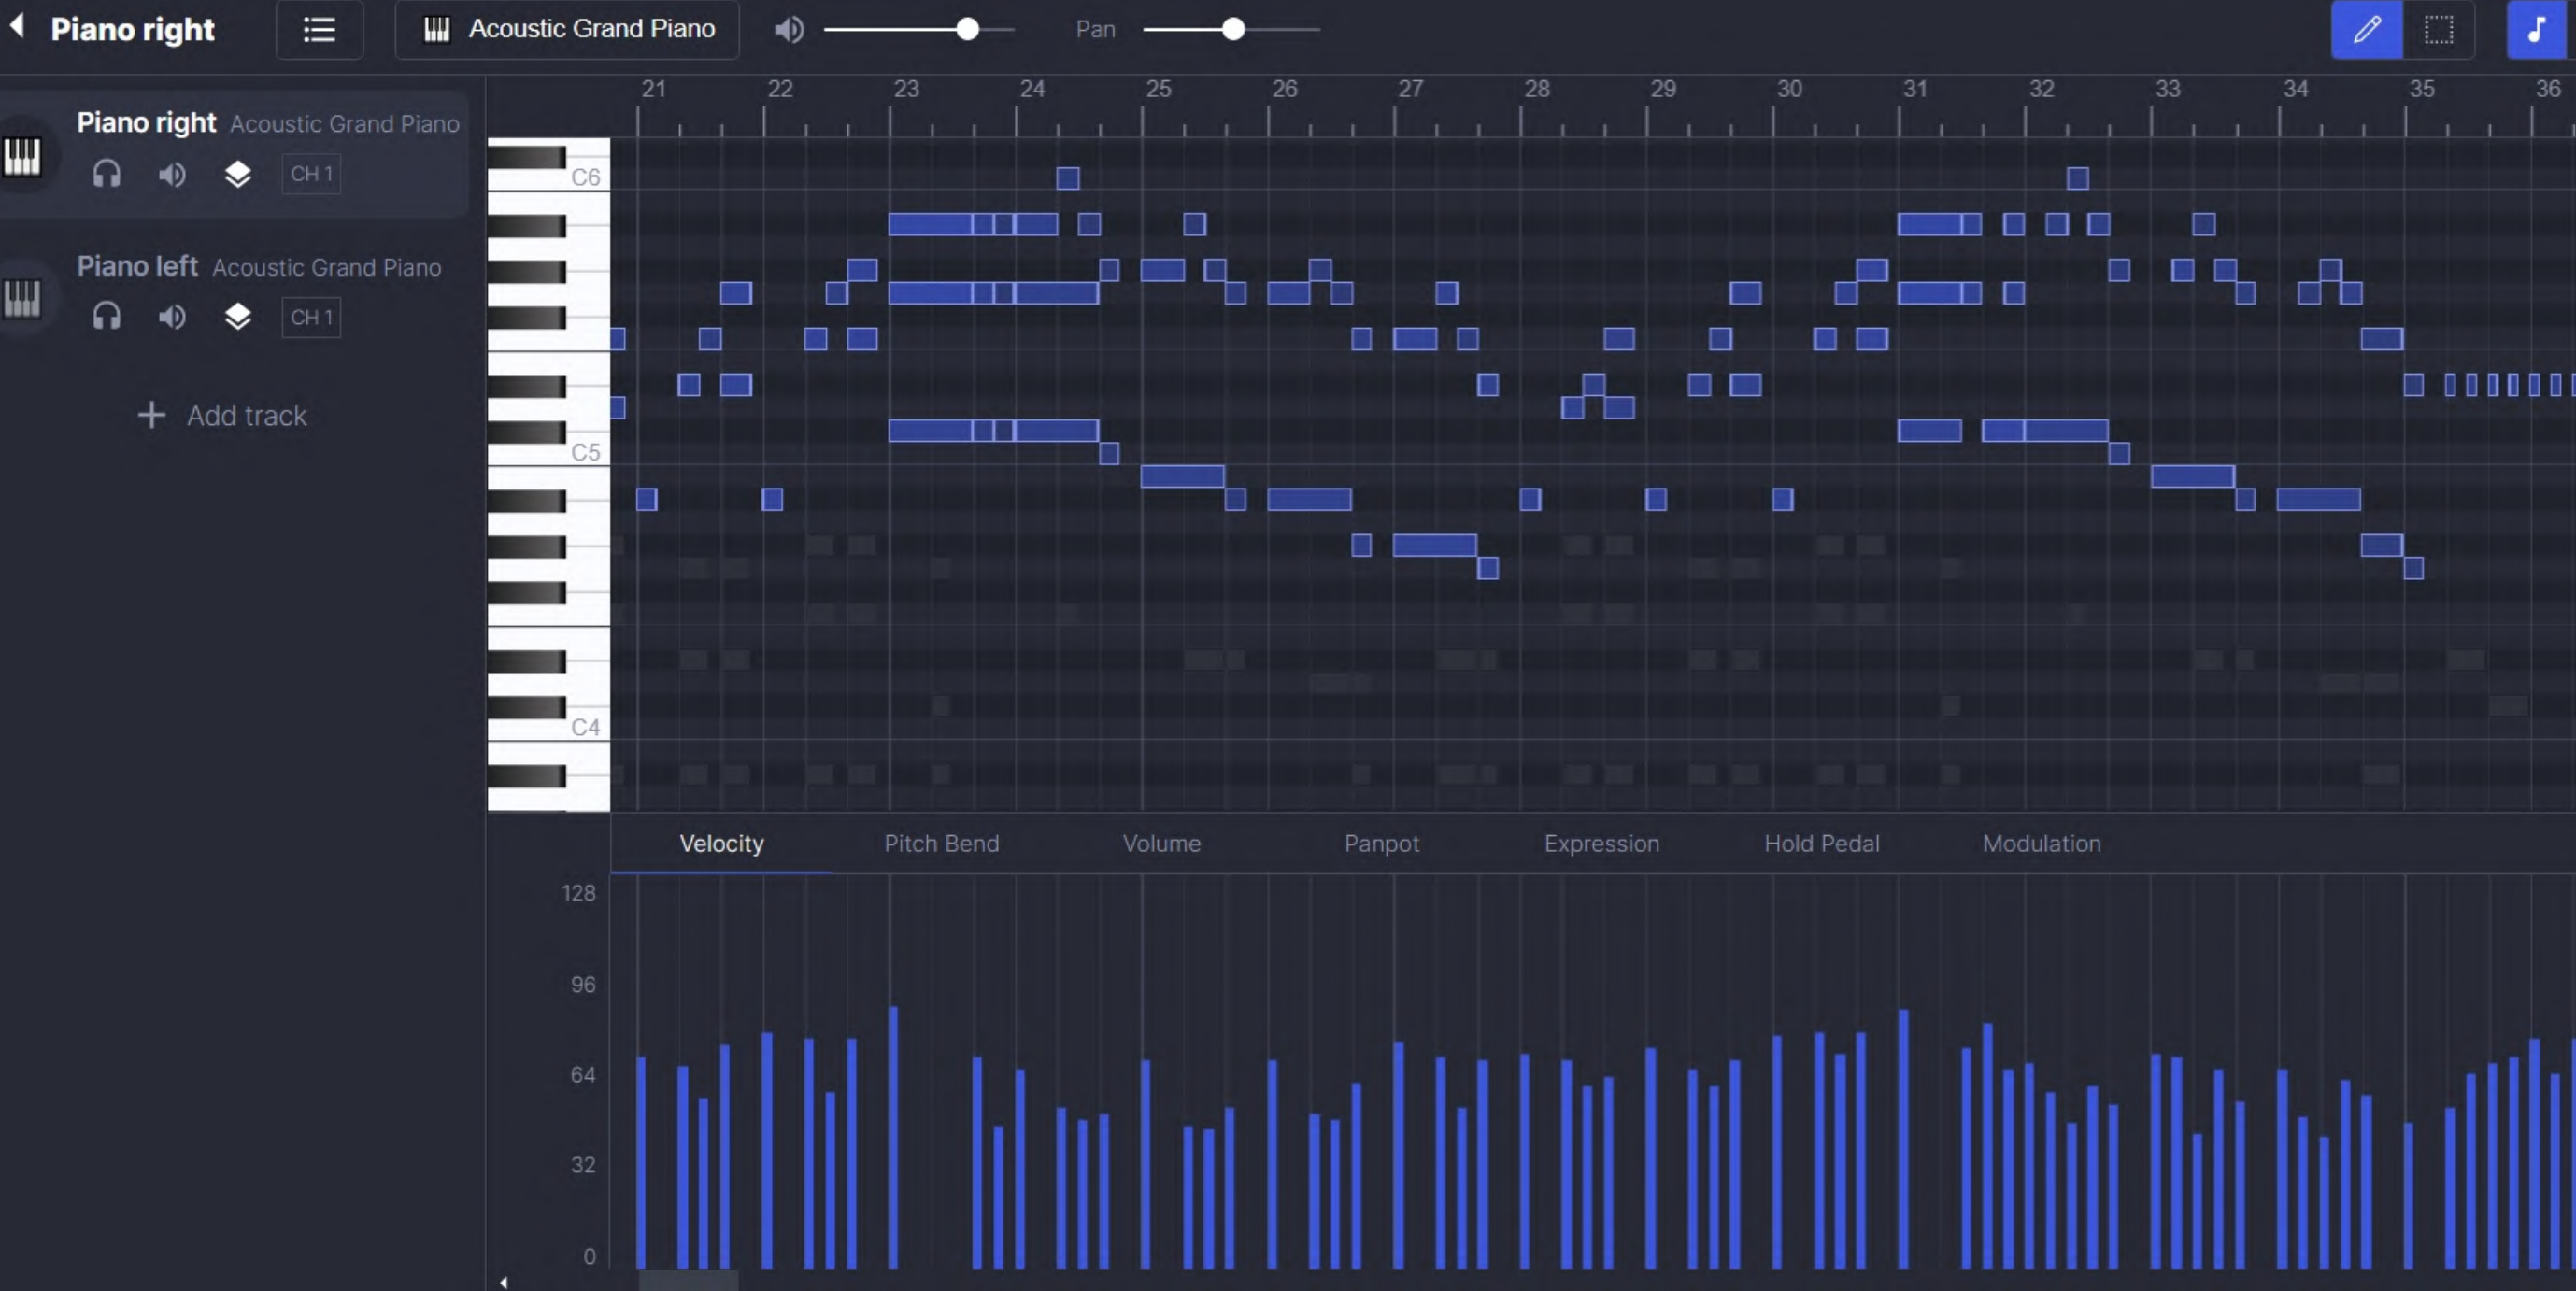 Piano right
Acoustic Grand Piano
Pan
21 22 23 24 25 26 27 28 29 30 31 32 33 34 35 36
Piano right Acoustic Grand Piano
CH 1
Piano left Acoustic Grand Piano
CH 1
Add track
C6
C5
C4
Velocity Pitch Bend Volume Panpot Expression Hold Pedal Modulation
128
96
64
32
0